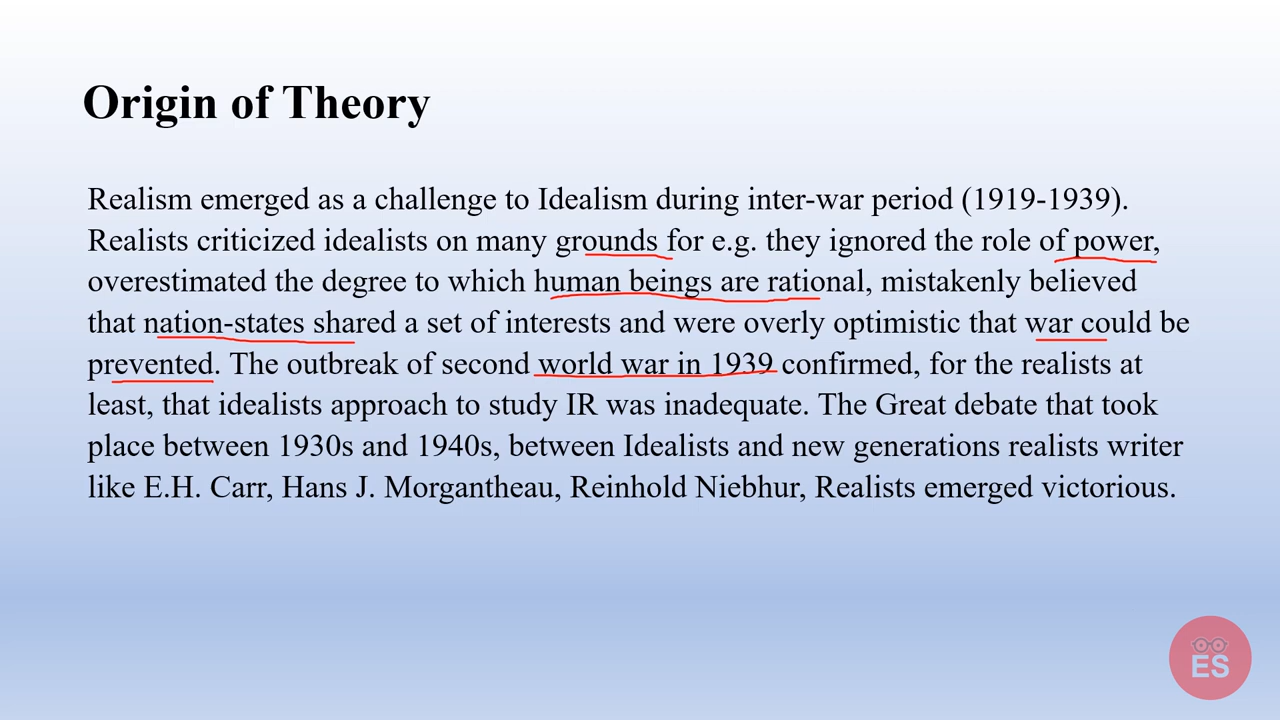 Origin of Theory
Realism emerged as a challenge to Idealism during inter-war period (1919-1939).
Realists criticized idealists on many grounds for e.g. they ignored the role of power,
overestimated the degree to which human beings are rational, mistakenly believed
that nation-states shared a set of interests and were overly optimistic that war could be
prevented. The outbreak of second world war in 1939 confirmed, for the realists at
least, that idealists approach to study IR was inadequate. The Great debate that took
place between 1930s and 1940s, between Idealists and new generations realists writer
like E.H. Carr, Hans J. Morgantheau, Reinhold Niebhur, Realists emerged victorious.
ES